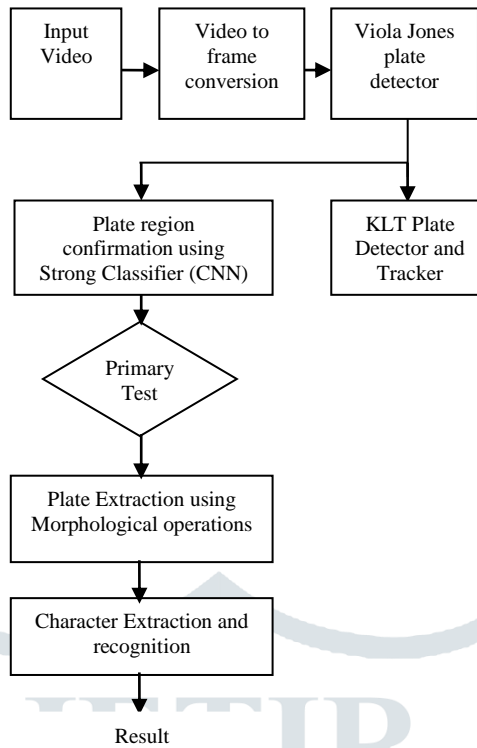 Input
Video
Video to
frame
conversion
Viola Jones
plate
detector
Plate region
confirmation using
Strong Classifier (CNN)
KLT Plate
Detector and
Tracker
Primary
Test
Plate Extraction using
Morphological operations
Character Extraction and
recognition
JETIR
Result